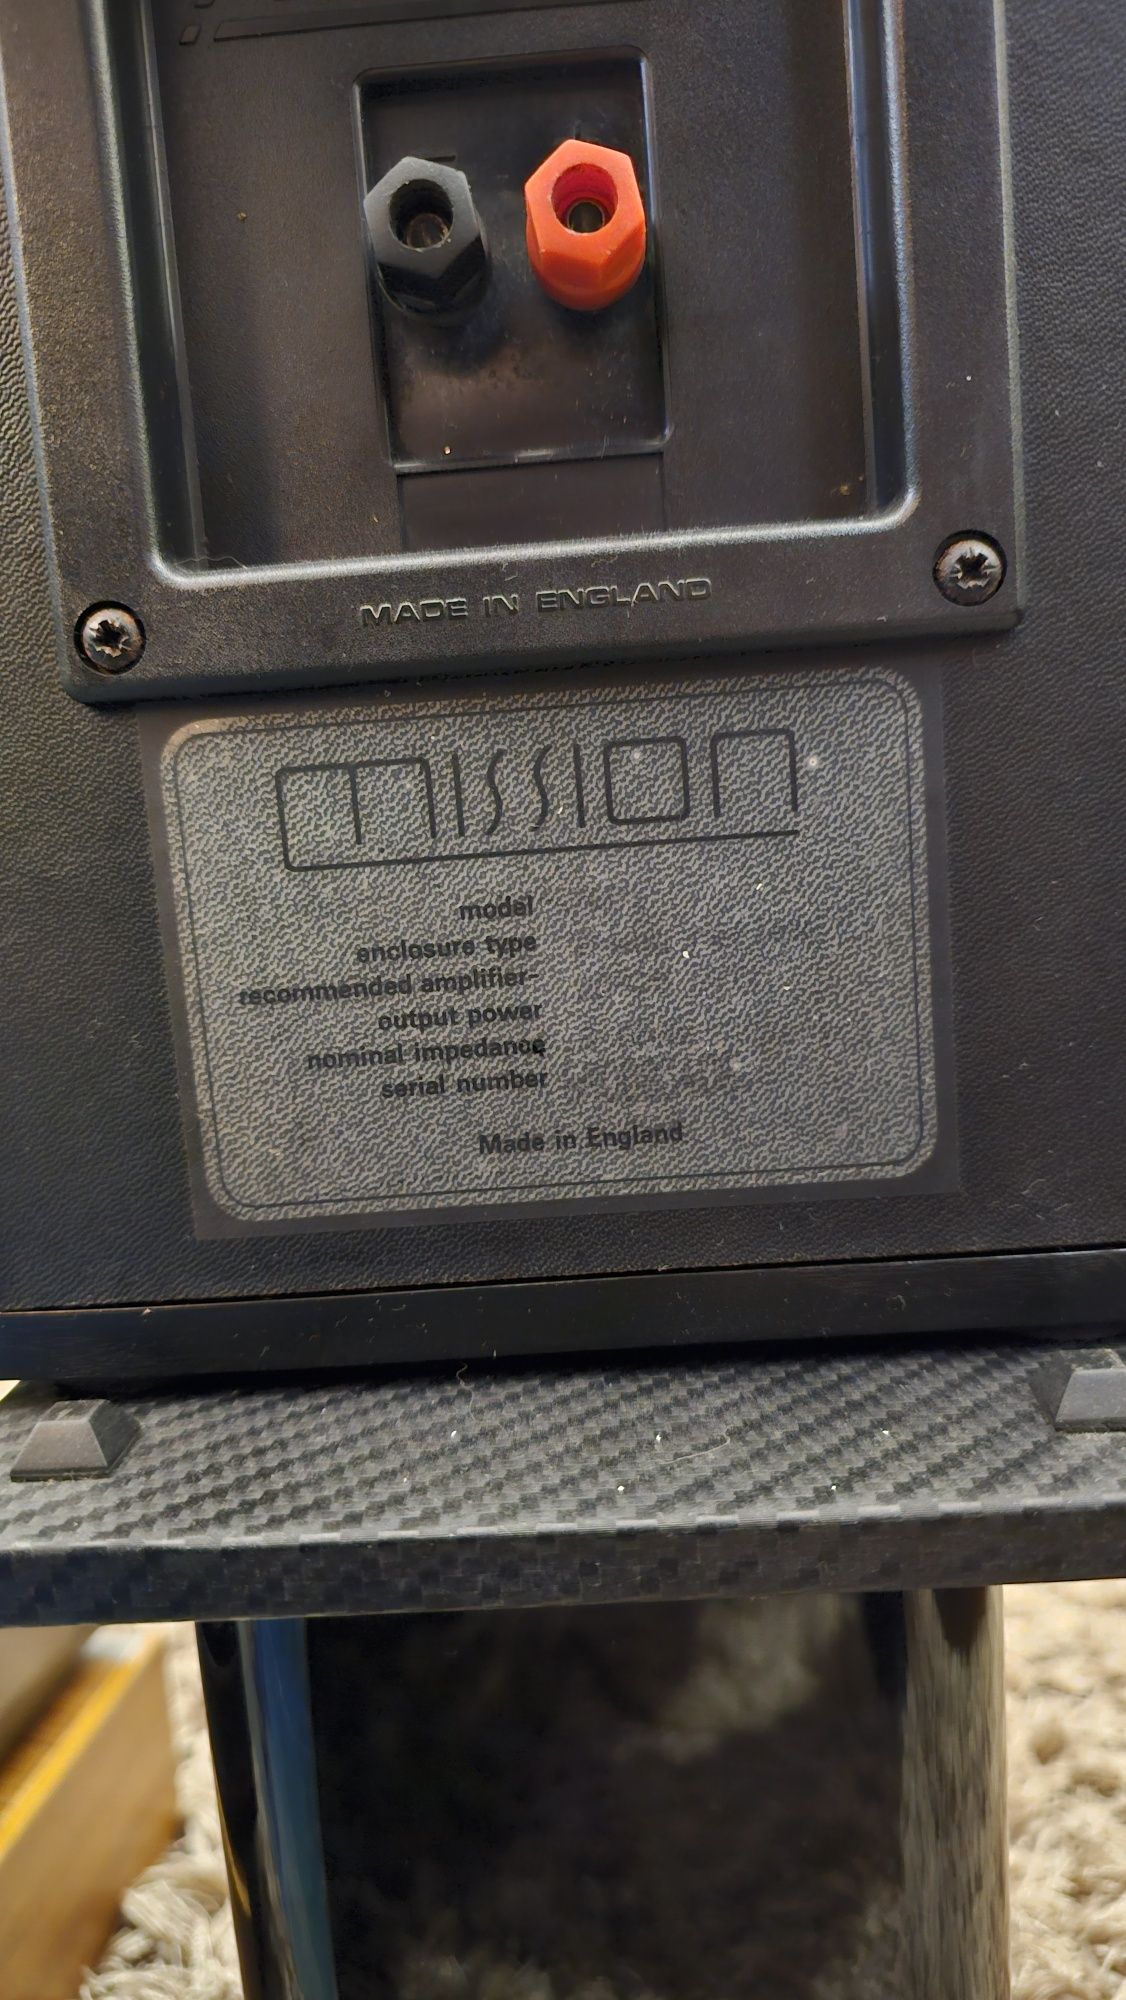 MADE IN ENGLAND
mission
model
enclosure type
recommended amplifier-
output power
nominal impedance
serial number
Made in England